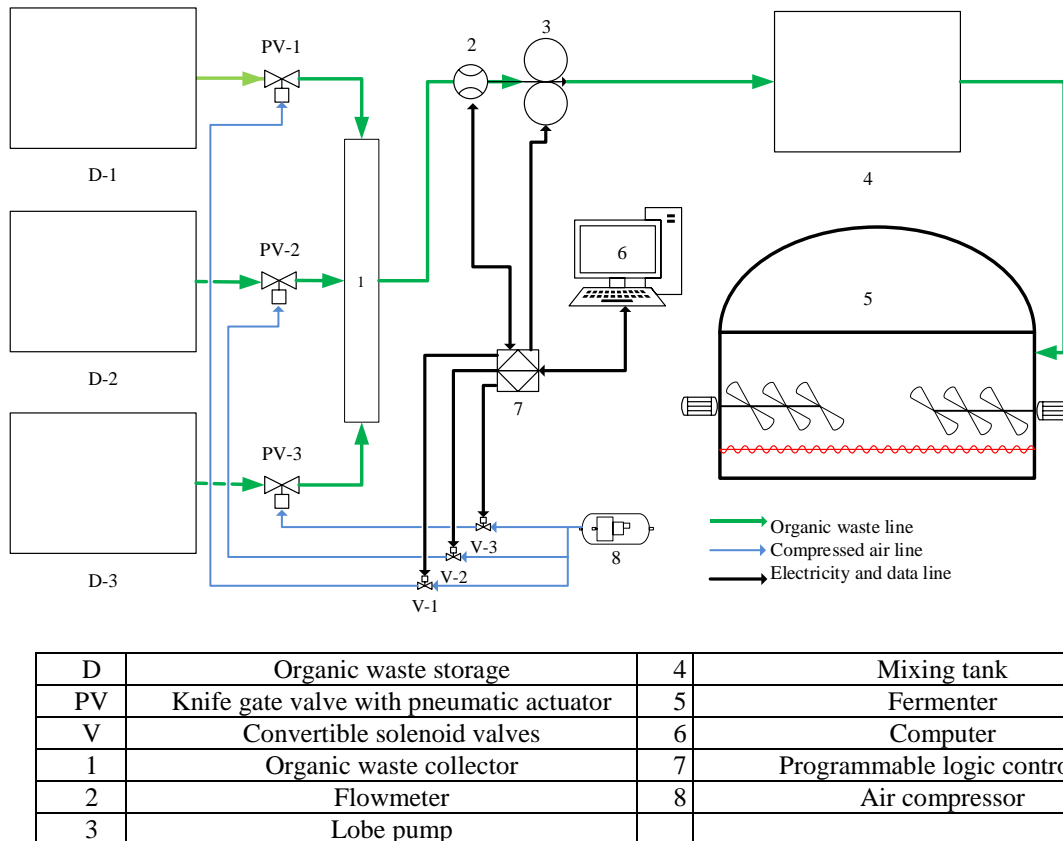 PV-1
2
3
D-1
4
PV-2
6
1
5
D-2
7
PV-3
V-3
8
V-2
V-1
D-3
Organic waste line
Compressed air line
Electricity and data line
D Organic waste storage 4 Mixing tank
PV Knife gate valve with pneumatic actuator 5 Fermenter
V Convertible solenoid valves 6 Computer
1 Organic waste collector 7 Programmable logic contro
2 Flowmeter 8 Air compressor
3 Lobe pump